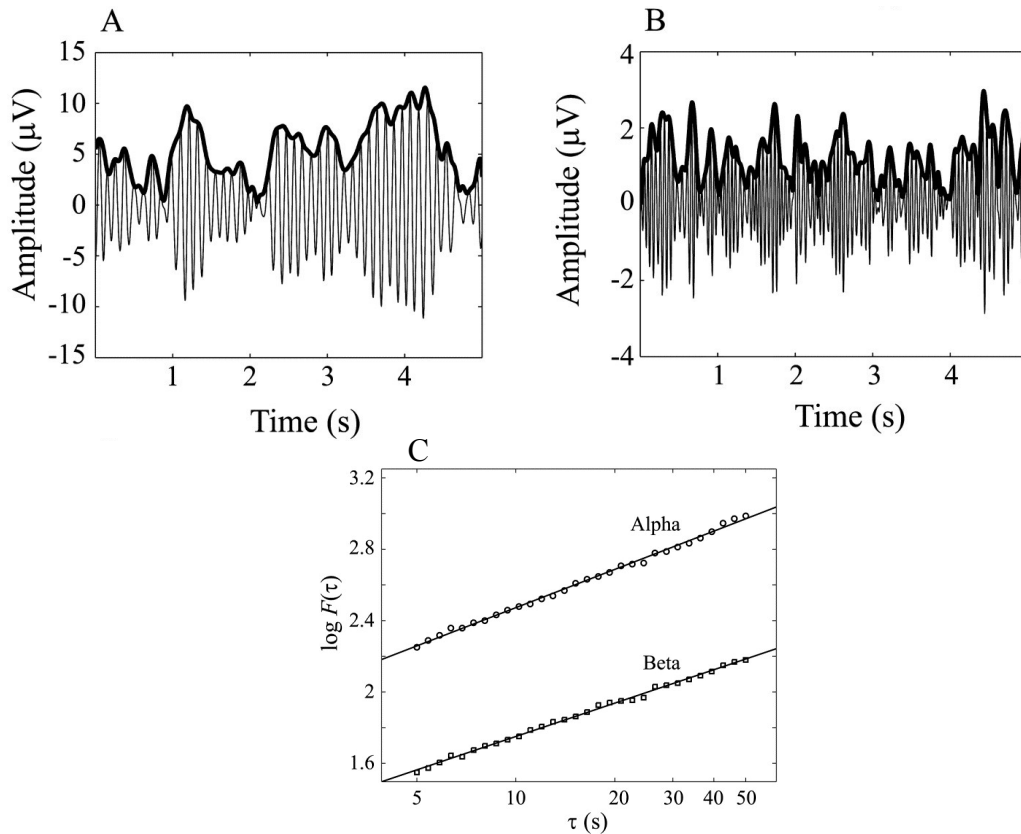 A
Amplitude (μV)
15
10
5
0
-5
-10
-15
1 2 3 4
Time (s)
B
Amplitude (μV)
4
2
0
-2
-4
1 2 3 4
Time (s)
C
log F(τ)
3.2
2.8
2.4
2
1.6
Alpha
Beta
5 10 20 30 40 50
τ (s)